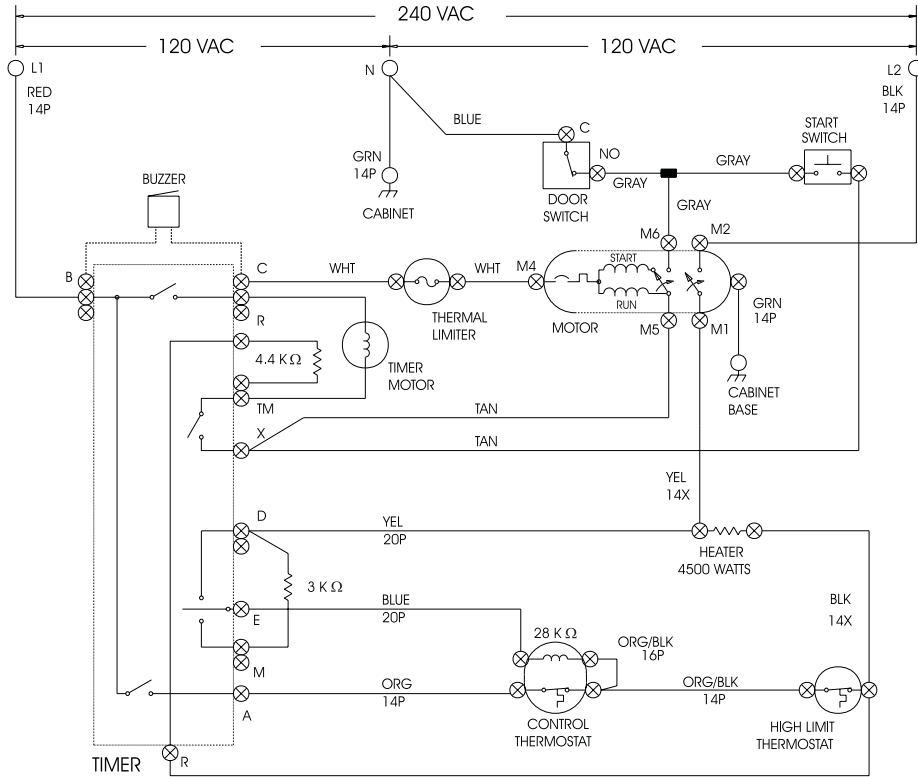 240 VAC
120 VAC
120 VAC
L1
N
L2
RED
14P
BLK
14P
BLUE
C
START
SWITCH
NO
GRAY
GRAY
GRN
14P
BUZZER
CABINET
DOOR
SWITCH
GRAY
M6
M2
B
C
WHT
WHT
M4
START
RUN
GRN
14P
R
THERMAL
LIMITER
MOTOR
M5
M1
4.4 K Ω
TIMER
MOTOR
CABINET
BASE
TM
TAN
X
TAN
YEL
14X
D
YEL
20P
HEATER
4500 WATTS
3 K Ω
BLUE
20P
BLK
14X
E
28 K Ω
ORG/BLK
16P
M
ORG
14P
ORG/BLK
14P
A
CONTROL
THERMOSTAT
HIGH LIMIT
THERMOSTAT
TIMER
R